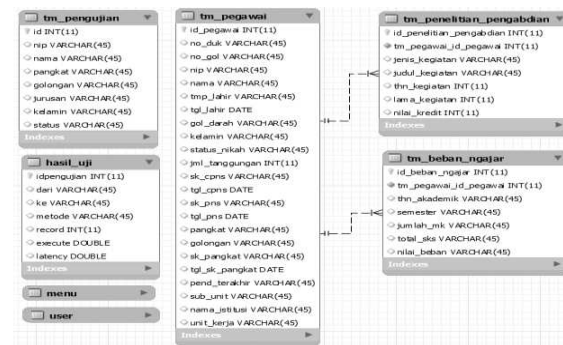 tm_pengujian
id INT(11)
nip VARCHAR(45)
nama VARCHAR(45)
pangkat VARCHAR(45)
golongan VARCHAR(45)
jurusan VARCHAR(45)
kelamin VARCHAR(45)
status VARCHAR(45)
Indexes
hasil_uji
idpengujian INT(11)
dari VARCHAR(45)
ke VARCHAR(45)
metode VARCHAR(45)
record INT(11)
execute DOUBLE
latency DOUBLE
Indexes
menu
user
tm_pegawai
id_pegawai INT(11)
no_duk VARCHAR(45)
no_gol VARCHAR(45)
nip VARCHAR(45)
nama VARCHAR(45)
tmp_lahir VARCHAR(45)
tgl_lahir DATE
gol_darah VARCHAR(45)
kelamin VARCHAR(45)
status_nikah VARCHAR(45)
jml_tanggungan INT(11)
sk_cpns VARCHAR(45)
tgl_cpns DATE
sk_pns VARCHAR(45)
tgl_pns DATE
pangkat VARCHAR(45)
golongan VARCHAR(45)
sk_pangkat VARCHAR(45)
tgl_sk_pangkat DATE
pend_terakhir VARCHAR(45)
sub_unit VARCHAR(45)
nama_istitusi VARCHAR(45)
unit_kerja VARCHAR(45)
Indexes
tm_penelitian_pengabdian
id_penelitian_pengabdian INT(11)
tm_pegawai_id_pegawai INT(11)
jenis_kegiatan VARCHAR(45)
judul_kegiatan VARCHAR(45)
thn_kegiatan INT(11)
lama_kegiatan INT(11)
nilai_kredit INT(11)
Indexes
tm_beban_ngajar
id_beban_ngajar INT(11)
tm_pegawai_id_pegawai INT(11)
thn_akademik VARCHAR(45)
semester VARCHAR(45)
jumlah_mk VARCHAR(45)
total_sks VARCHAR(45)
nilai_beban VARCHAR(45)
Indexes